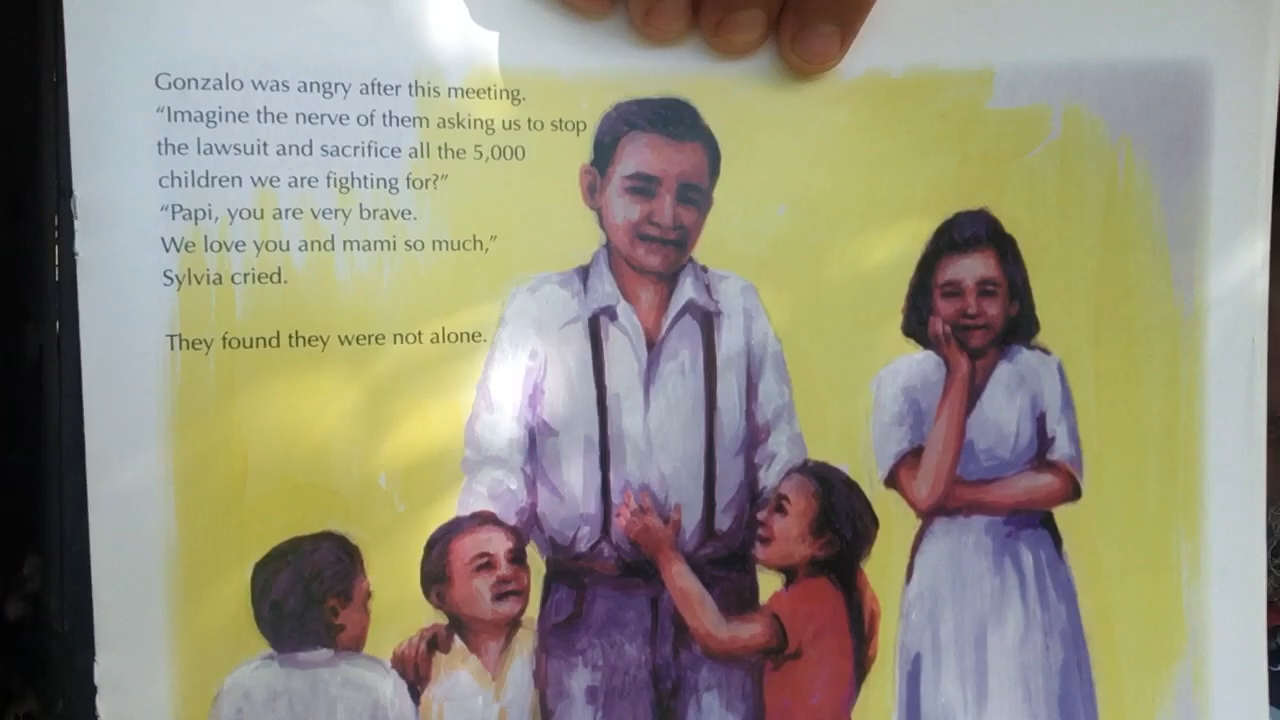 Gonzalo was angry after this meeting.
“Imagine the nerve of them asking us to stop
the lawsuit and sacrifice all the 5,000
children we are fighting for?”
“Papi, you are very brave.
We love you and mami so much,”
Sylvia cried.
They found they were not alone.